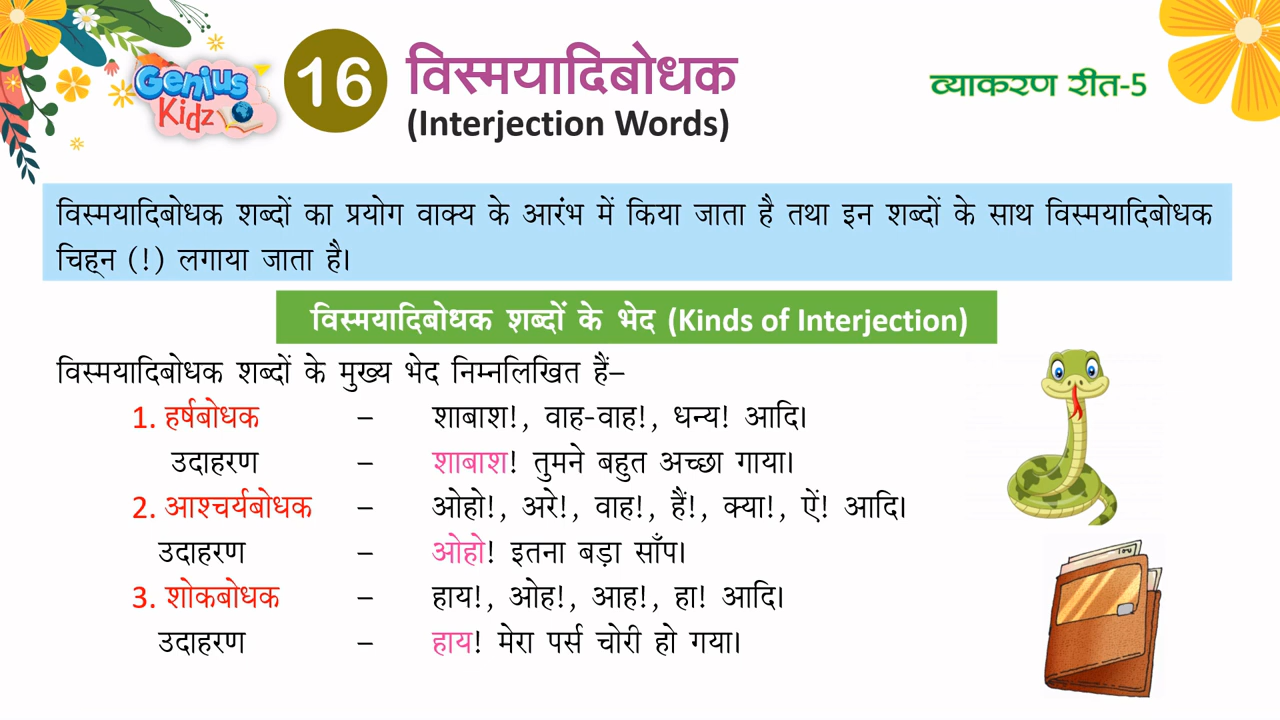 Genius
Kidz
16
विस्मयादिबोधक
(Interjection Words)
व्याकरण रीत-5
विस्मयादिबोधक शब्दों का प्रयोग वाक्य के आरंभ में किया जाता है तथा इन शब्दों के साथ विस्मयादिबोधक
चिह्न (!) लगाया जाता है।
विस्मयादिबोधक शब्दों के भेद (Kinds of Interjection)
विस्मयादिबोधक शब्दों के मुख्य भेद निम्नलिखित हैं–
1. हर्षबोधक – शाबाश!, वाह-वाह!, धन्य! आदि।
उदाहरण – शाबाश! तुमने बहुत अच्छा गाया।
2. आश्चर्यबोधक – ओहो!, अरे!, वाह!, हैं!, क्या!, ऐं! आदि।
उदाहरण – ओहो! इतना बड़ा साँप।
3. शोकबोधक – हाय!, ओह!, आह!, हा! आदि।
उदाहरण – हाय! मेरा पर्स चोरी हो गया।